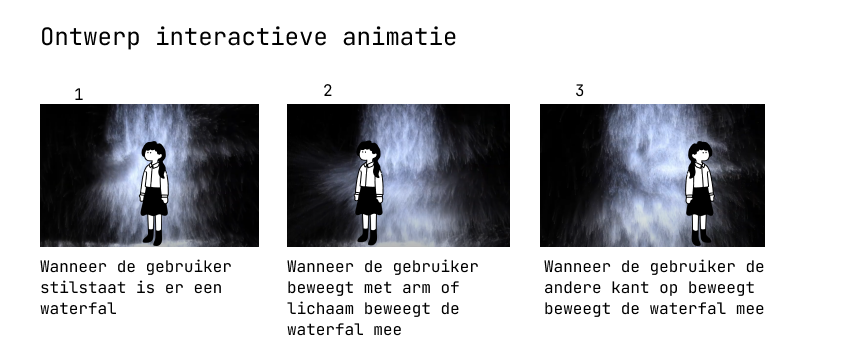 Ontwerp interactieve animatie
1
2
3
Wanneer de gebruiker
stilstaat is er een
waterfal
Wanneer de gebruiker
beweegt met arm of
lichaam beweegt de
waterfal mee
Wanneer de gebruiker de
andere kant op beweegt
beweegt de waterfal mee